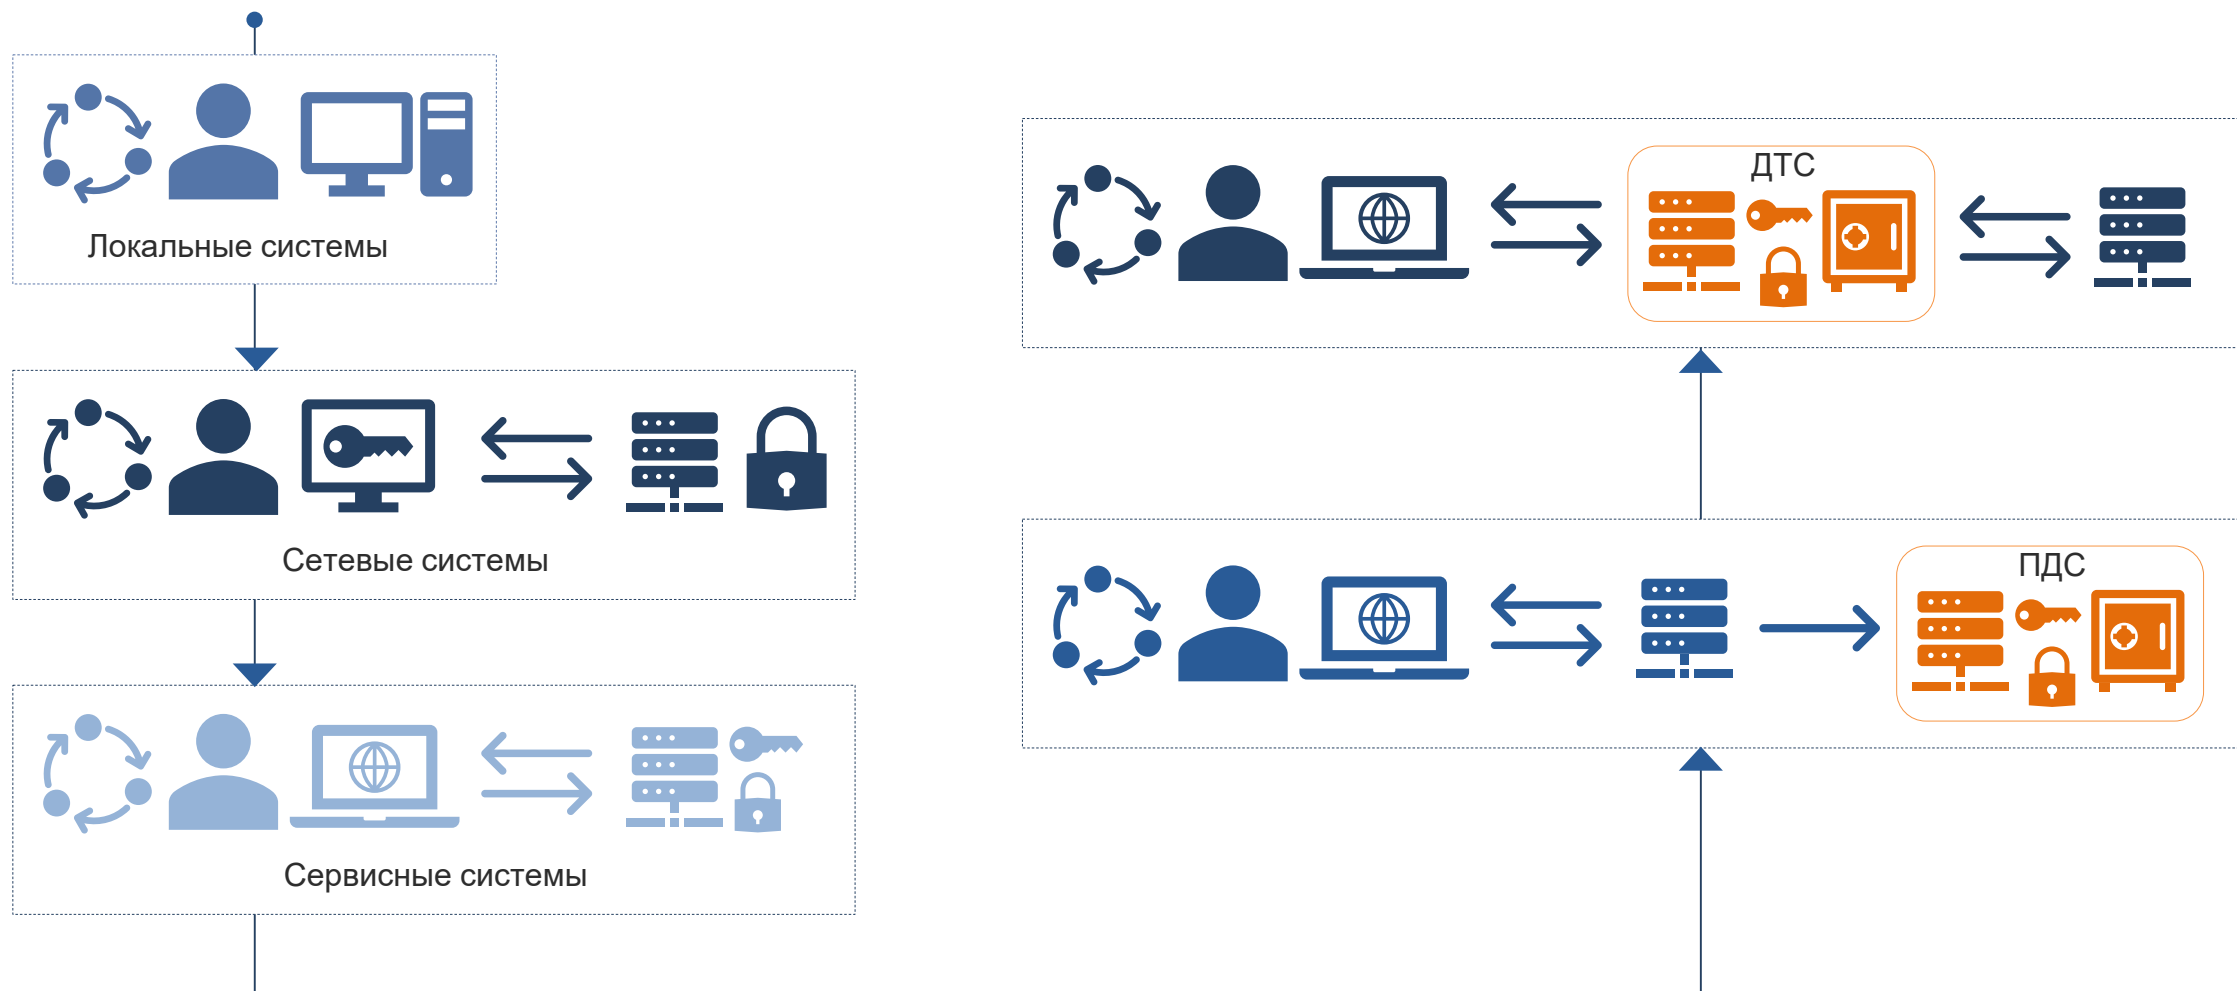 Локальные системы
Сетевые системы
Сервисные системы
ДТС
ПДС